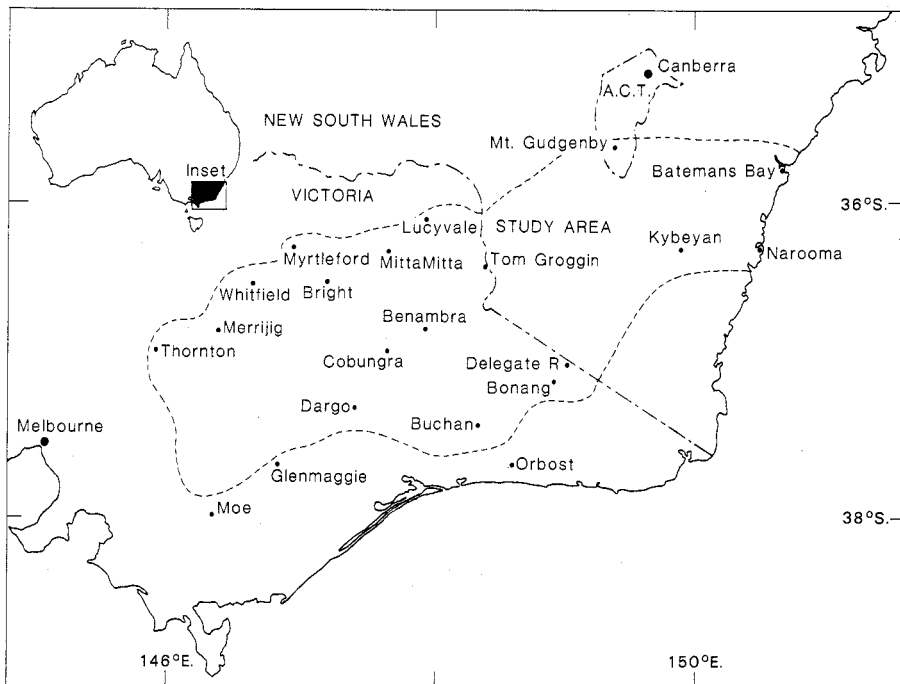 Canberra
A.C.T.
NEW SOUTH WALES
Mt. Gudgenby
Inset
Batemans Bay
VICTORIA
36°S.
Lucyvale
STUDY AREA
Kybeyan
Narooma
Myrtleford
MittaMitta
Tom Groggin
Whitfield
Bright
Merrijig
Benambra
Thornton
Cobungra
Delegate R
Bonang
Dargo
Melbourne
Buchan
Glenmaggie
Orbost
Moe
38°S.
146°E.
150°E.